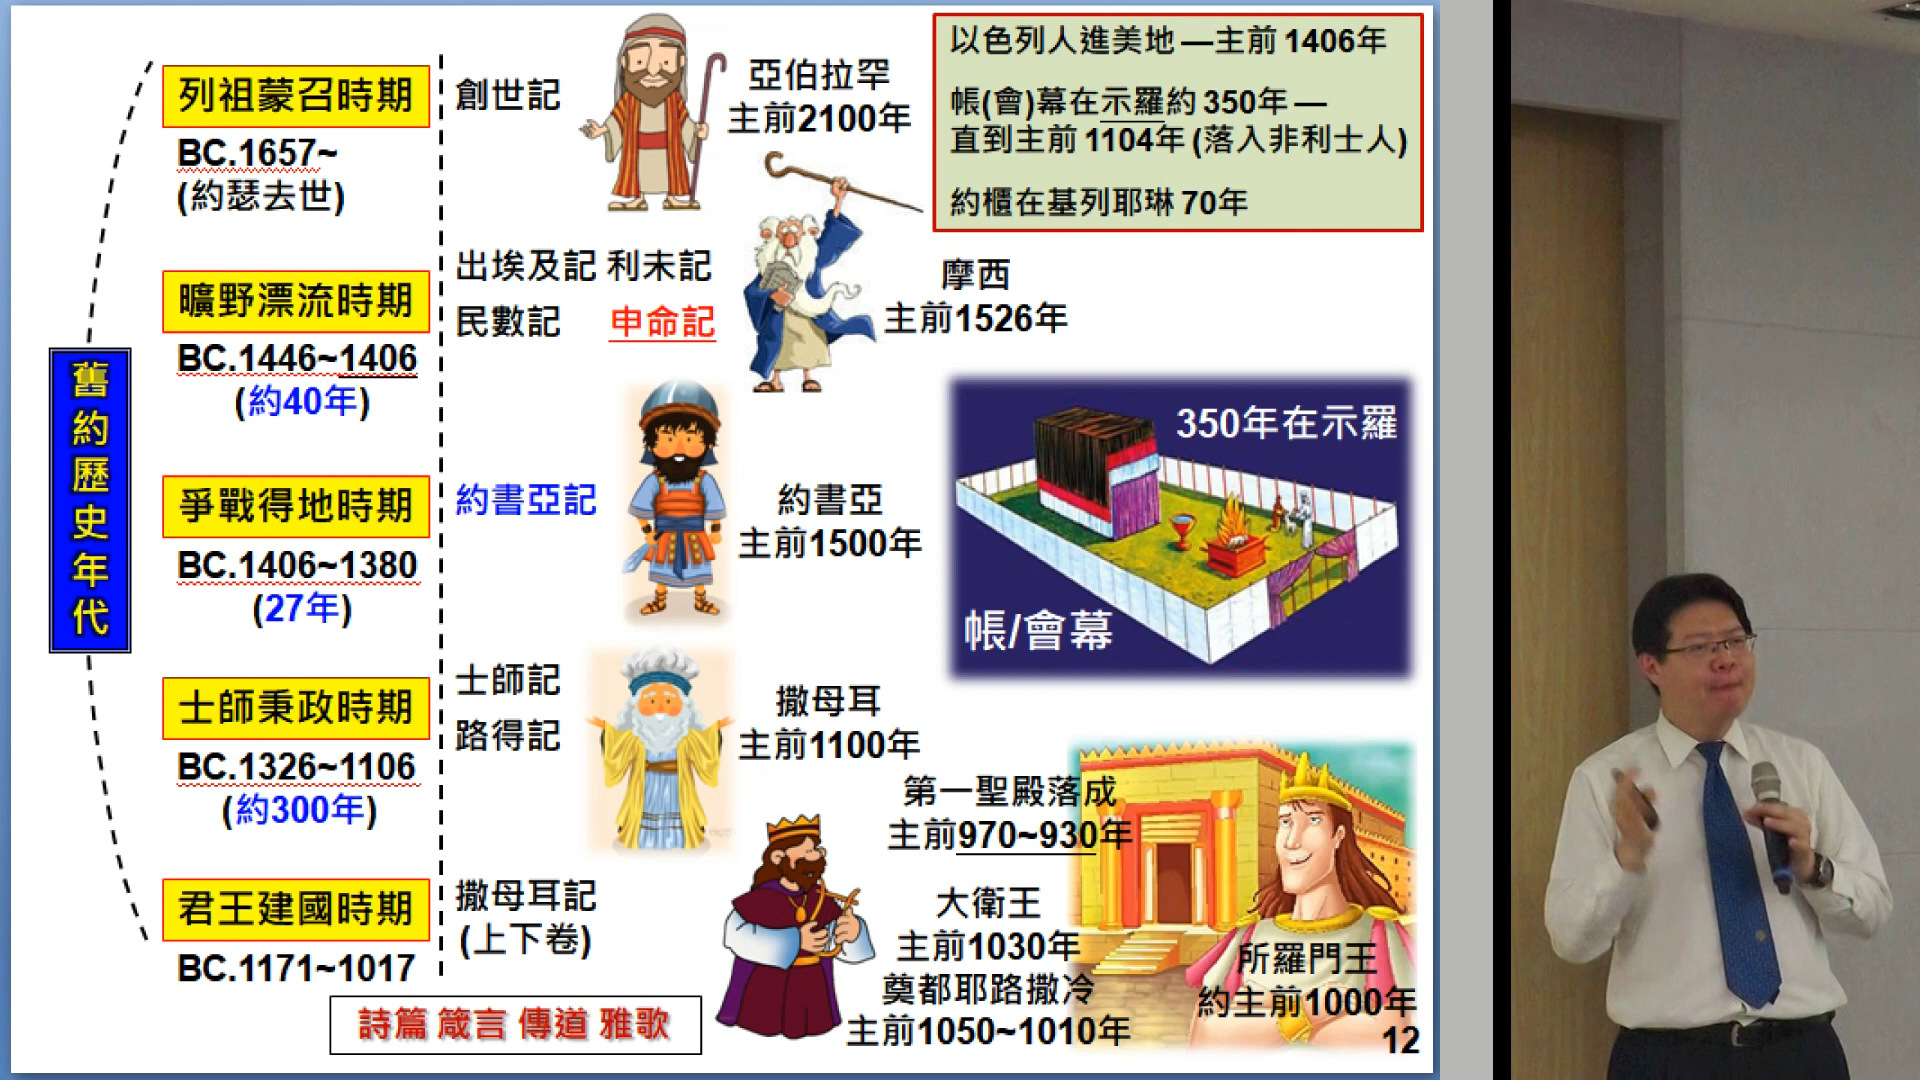 舊約歷史年代
列祖蒙召時期
BC.1657~
(約瑟去世)
創世記
亞伯拉罕
主前2100年
以色列人進美地 —主前 1406年
帳(會)幕在示羅約 350年 —
直到主前 1104年 (落入非利士人)
約櫃在基列耶琳 70年
曠野漂流時期
BC.1446~1406
(約40年)
出埃及記 利未記
民數記 申命記
摩西
主前1526年
爭戰得地時期
BC.1406~1380
(27年)
約書亞記
約書亞
主前1500年
350年在示羅
帳/會幕
士師秉政時期
BC.1326~1106
(約300年)
士師記
路得記
撒母耳
主前1100年
第一聖殿落成
主前970~930年
君王建國時期
BC.1171~1017
撒母耳記
(上下卷)
大衛王
主前1030年
奠都耶路撒冷
主前1050~1010年
所羅門王
約主前1000年
詩篇 箴言 傳道 雅歌
12